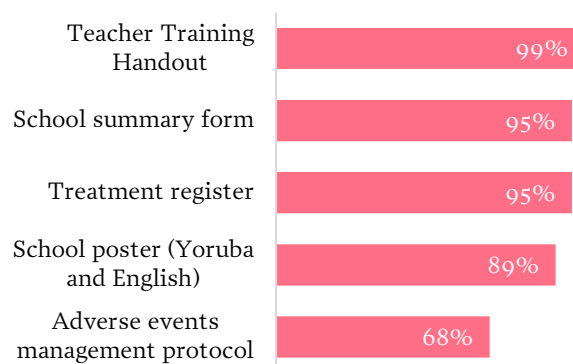 Teacher Training
Handout
99%
School summary form
95%
Treatment register
95%
School poster (Yoruba
and English)
89%
Adverse events
management protocol
68%